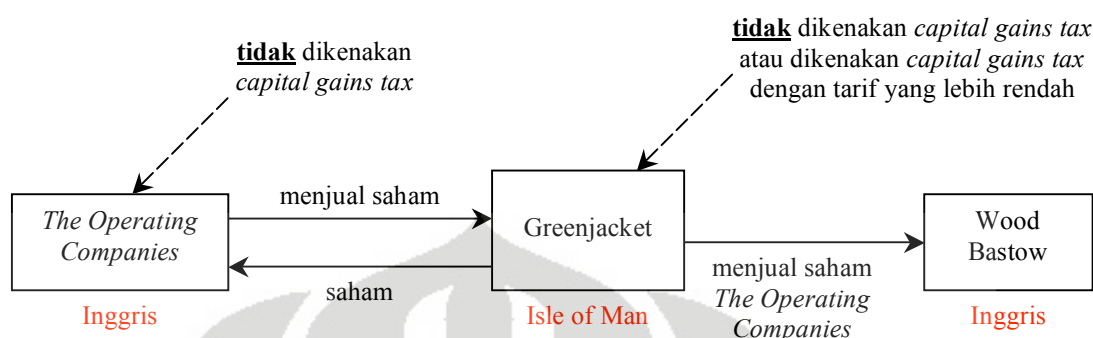 tidak dikenakan
capital gains tax
tidak dikenakan capital gains tax
atau dikenakan capital gains tax
dengan tarif yang lebih rendah
The Operating
Companies
menjual saham
saham
Greenjacket
menjual saham
The Operating
Companies
Wood
Bastow
Inggris
Isle of Man
Inggris